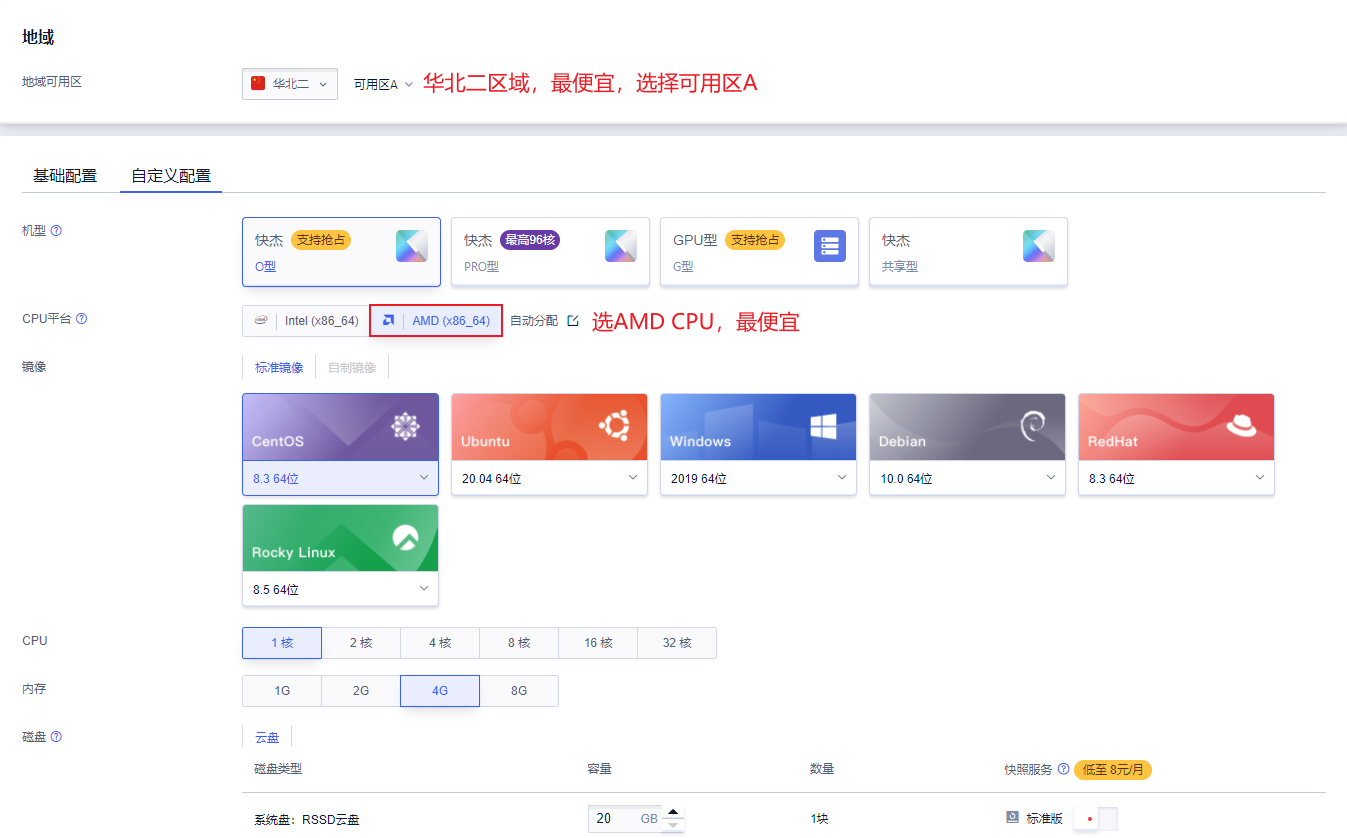 地域
地域可用区 华北二 可用区A 华北二区域，最便宜，选择可用区A
基础配置 自定义配置
机型 快杰 支持抢占 快杰 最高96核 GPU型 支持抢占 快杰
O型 PRO型 G型 共享型
CPU平台 Intel (x86_64) AMD (x86_64) 自动分配 选AMD CPU，最便宜
镜像 标准镜像 自制镜像
CentOS Ubuntu Windows Debian RedHat
8.3 64位 20.04 64位 2019 64位 10.0 64位 8.3 64位
Rocky Linux
8.5 64位
CPU 1 核 2 核 4 核 8 核 16 核 32 核
内存 1G 2G 4G 8G
磁盘 云盘
磁盘类型 容量 数量 快照服务 低至 8元/月
系统盘：RSSD云盘 20 GB 1块 标准版